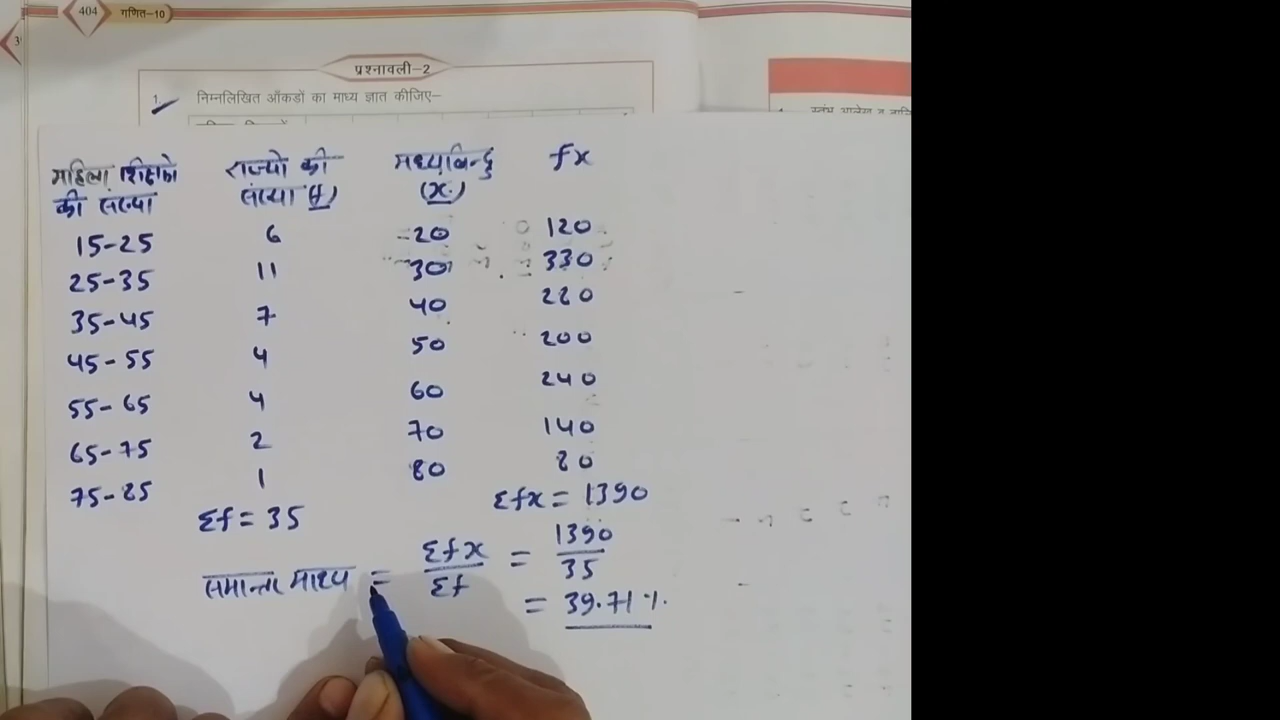 404 गणित–10
प्रश्नावली–2
1. निम्नलिखित आँकड़ों का माध्य ज्ञात कीजिए–
महिला शिक्षको की संख्या राज्यो की संख्या (f) मध्यबिन्दु (x) fx
15-25 6 20 120
25-35 11 30 330
35-45 7 40 280
45-55 4 50 200
55-65 4 60 240
65-75 2 70 140
75-85 1 80 80
Σf = 35 Σfx = 1390
समान्तर माध्य = Σfx / Σf = 1390 / 35
= 39.71 %.